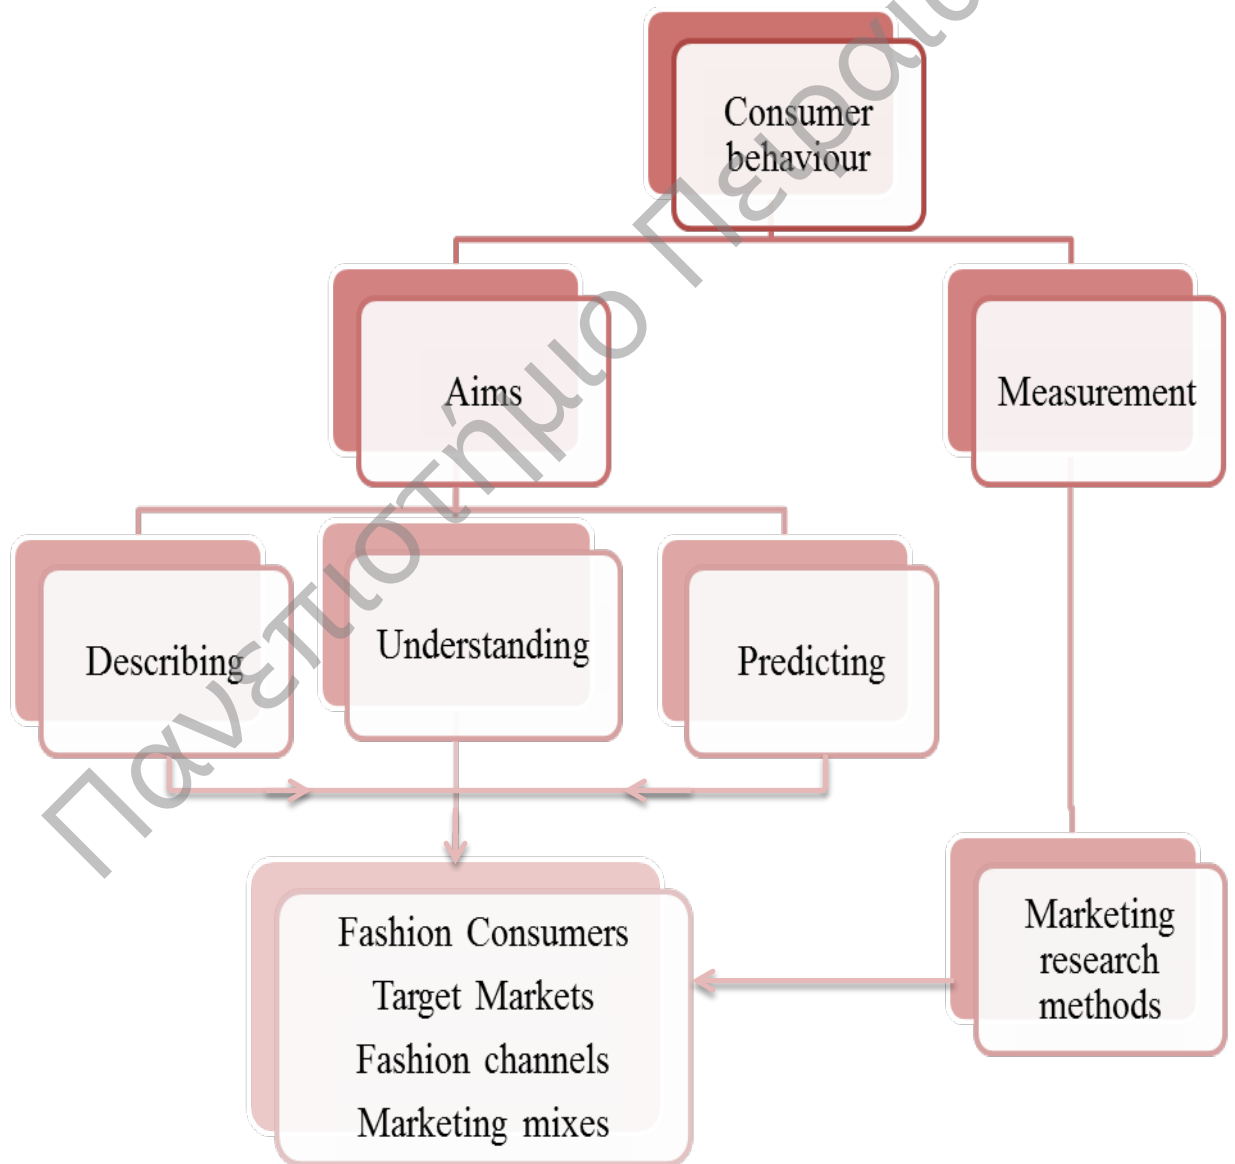 Consumer
behaviour
Aims
Measurement
Describing
Understanding
Predicting
Fashion Consumers
Target Markets
Fashion channels
Marketing mixes
Marketing
research
methods
Πανεπιστήμιο